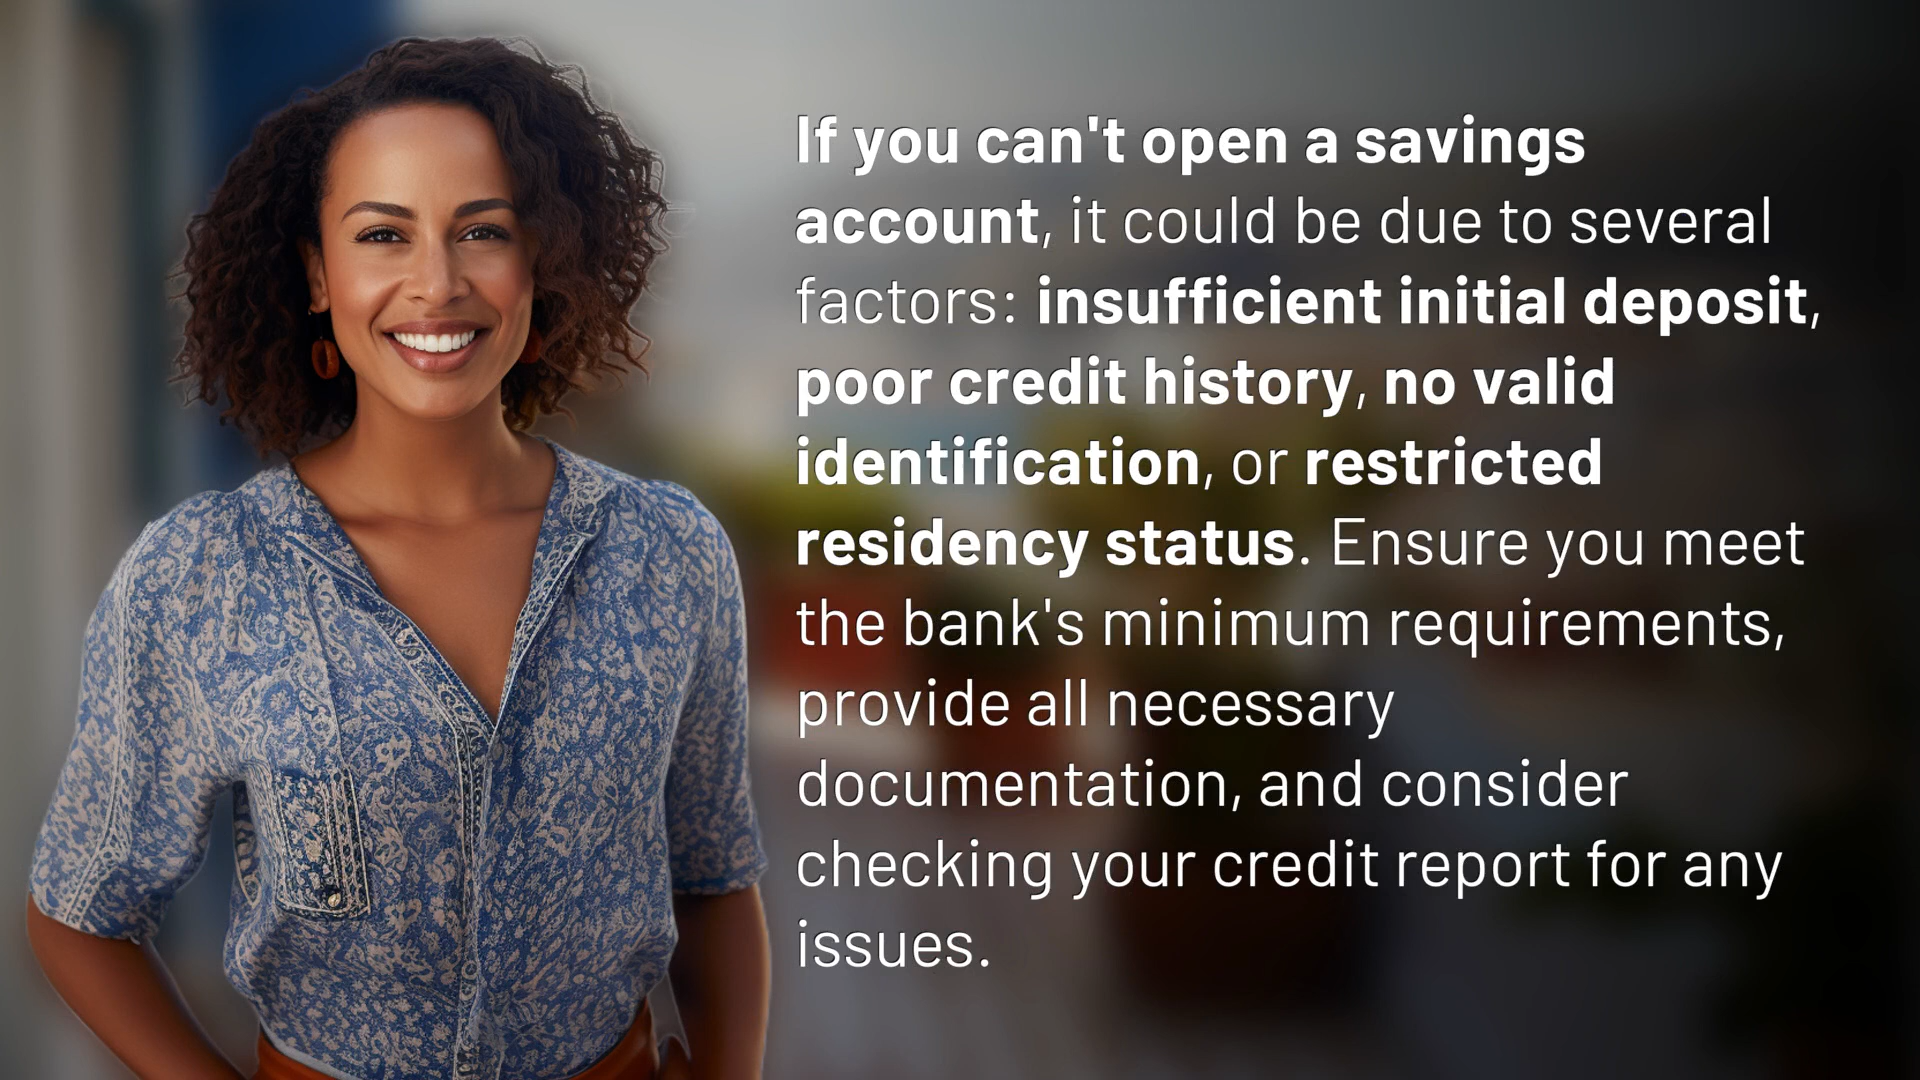 If you can't open a savings
account, it could be due to several
factors: insufficient initial deposit,
poor credit history, no valid
identification, or restricted
residency status. Ensure you meet
the bank's minimum requirements,
provide all necessary
documentation, and consider
checking your credit report for any
issues.